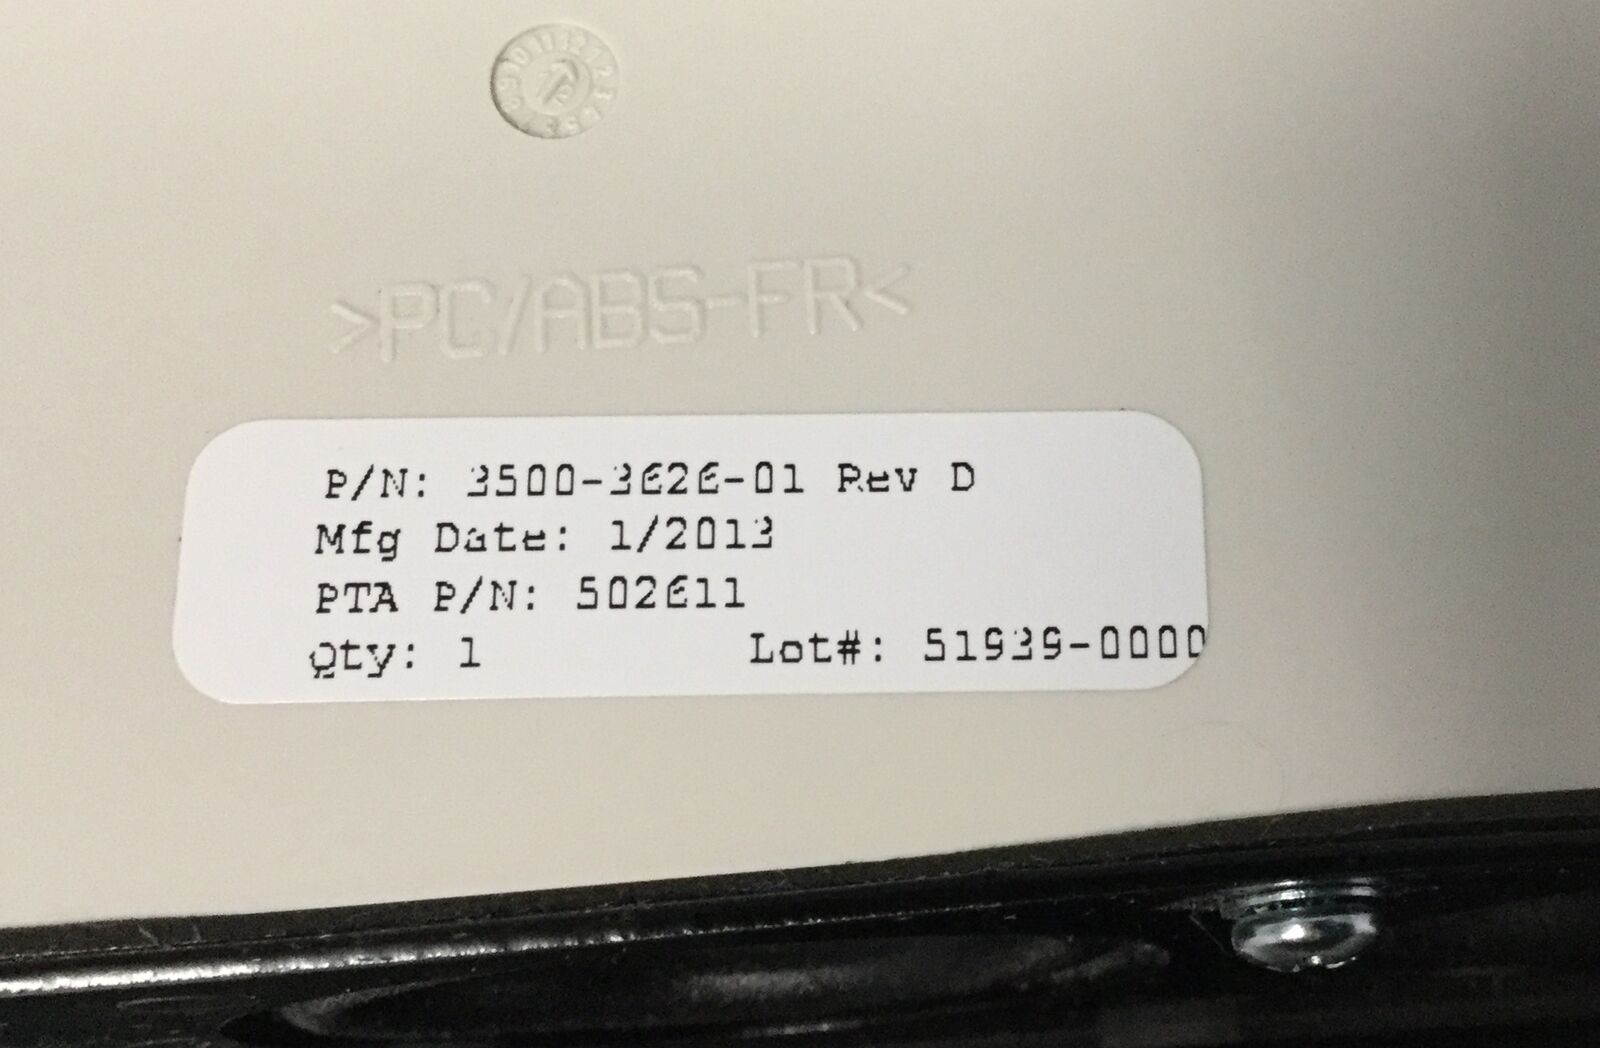 >PC/ABS-FR<
P/N: 3500-3626-01 Rev D
Mfg Date: 1/2013
PTA P/N: 502611
Qty: 1 Lot#: 51939-0000